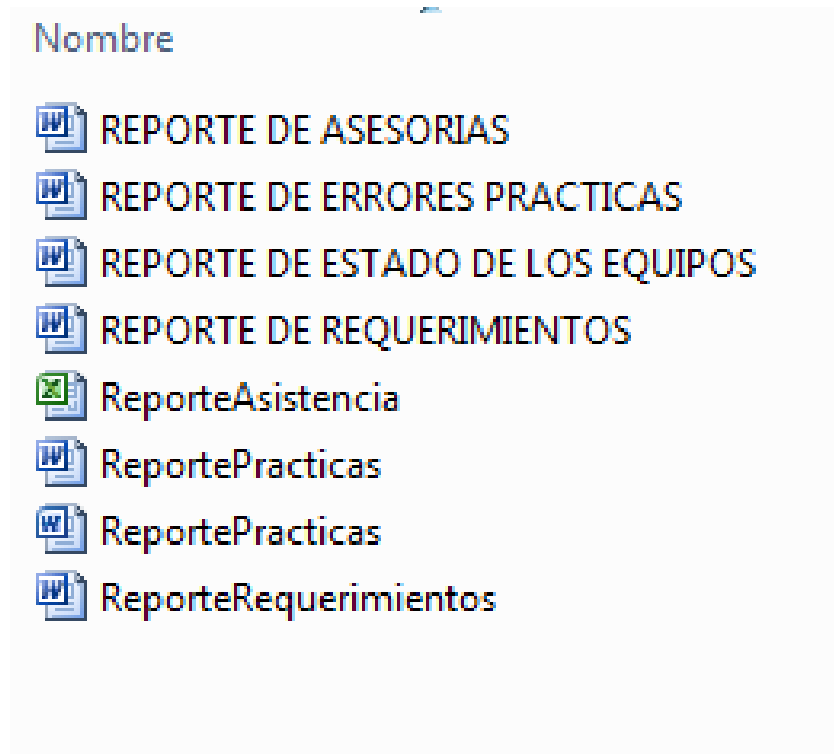 Nombre
REPORTE DE ASESORIAS
REPORTE DE ERRORES PRACTICAS
REPORTE DE ESTADO DE LOS EQUIPOS
REPORTE DE REQUERIMIENTOS
ReporteAsistencia
ReportePracticas
ReportePracticas
ReporteRequerimientos